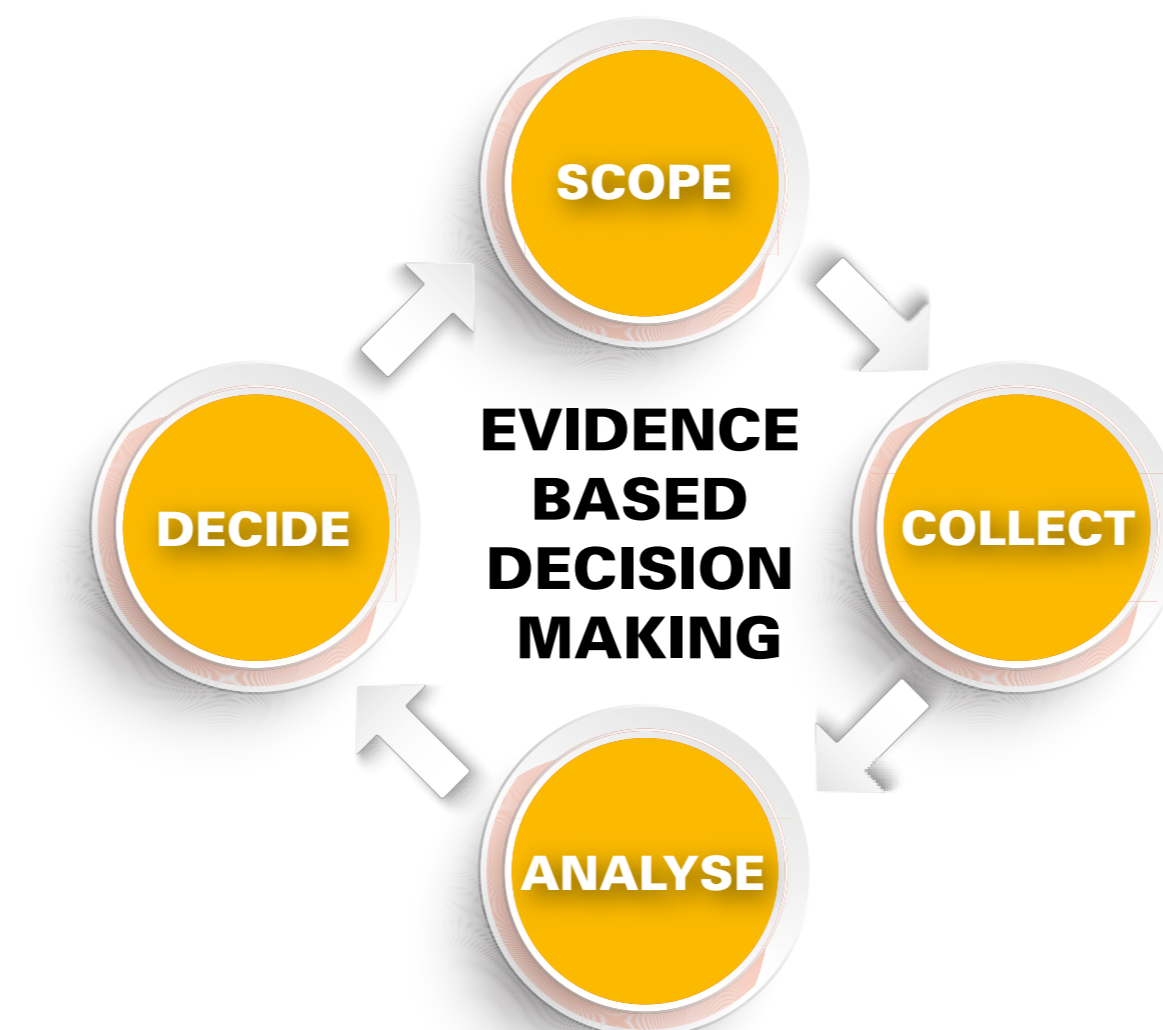 SCOPE
EVIDENCE
BASED
DECISION
MAKING
DECIDE
COLLECT
ANALYSE